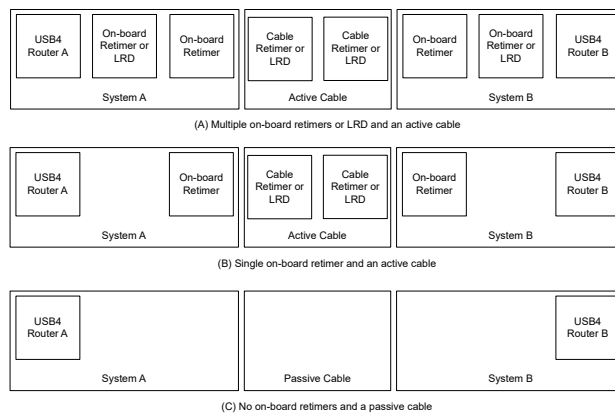 USB4
Router A
On-board
Retimer or
LRD
On-board
Retimer
Cable
Retimer or
LRD
Cable
Retimer or
LRD
On-board
Retimer
On-board
Retimer or
LRD
USB4
Router B
System A
Active Cable
System B
(A) Multiple on-board retimers or LRD and an active cable
USB4
Router A
On-board
Retimer
Cable
Retimer or
LRD
Cable
Retimer or
LRD
On-board
Retimer
USB4
Router B
System A
Active Cable
System B
(B) Single on-board retimer and an active cable
USB4
Router A
USB4
Router B
System A
Passive Cable
System B
(C) No on-board retimers and a passive cable